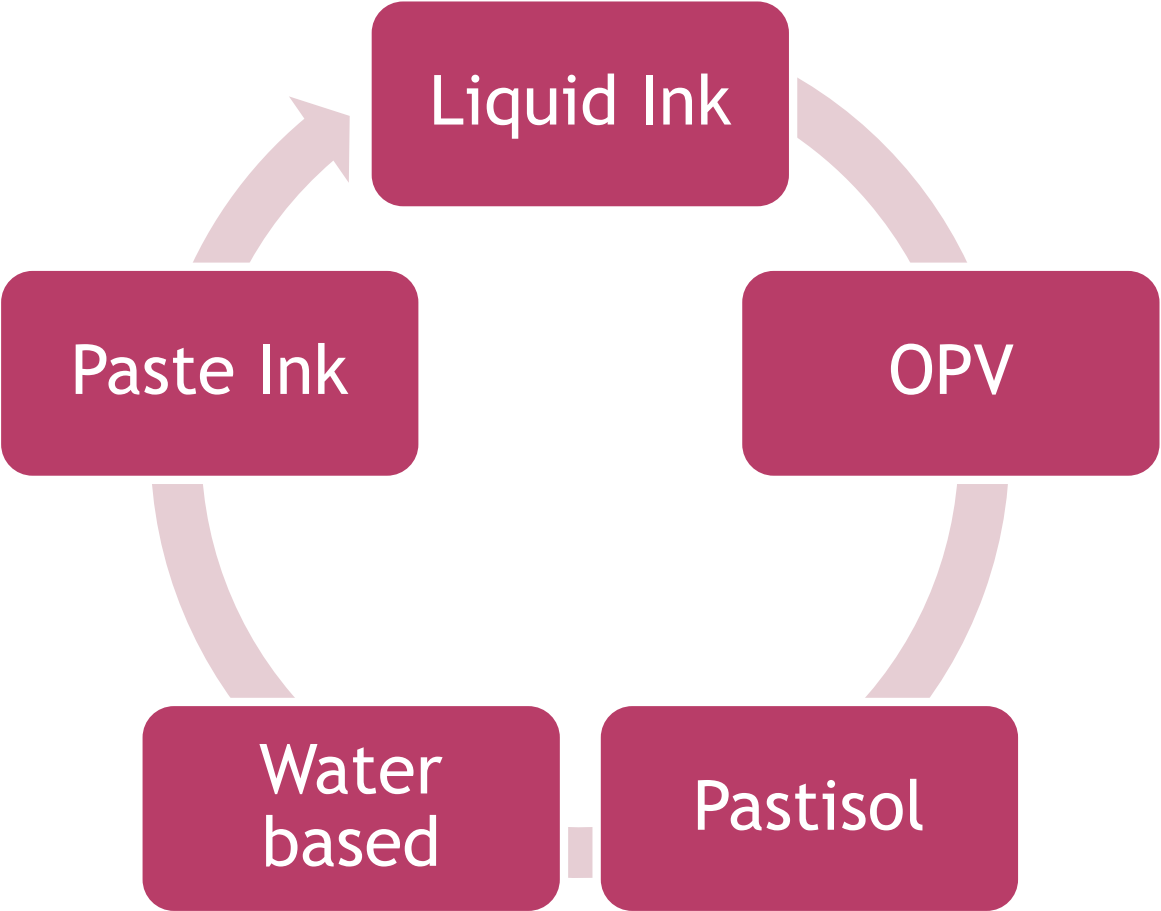 Liquid Ink
OPV
Pastisol
Water
based
Paste Ink